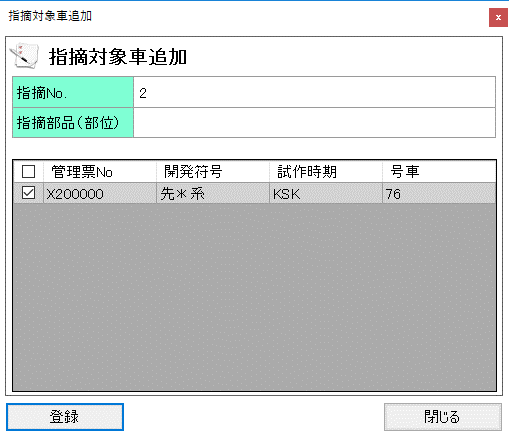 指摘対象車追加
指摘対象車追加
指摘No. 2
指摘部品(部位)
管理票No 開発符号 試作時期 号車
X200000 先＊系 KSK 76
登録 閉じる